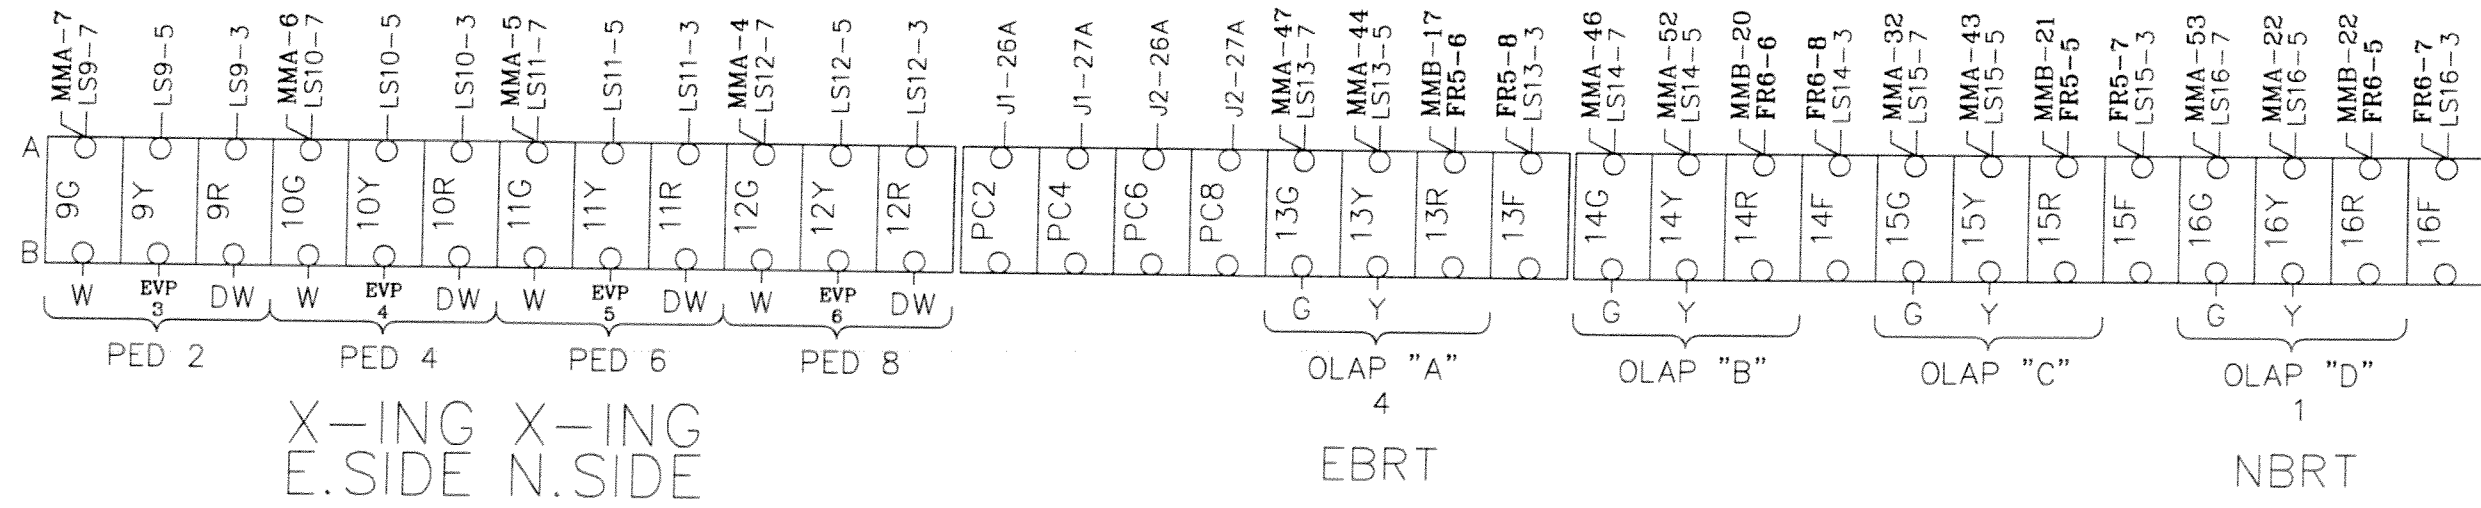 MMA-7
LS9-7
LS9-5
LS9-3
MMA-6
LS10-7
LS10-5
LS10-3
MMA-5
LS11-7
LS11-5
LS11-3
MMA-4
LS12-7
LS12-5
LS12-3
J1-26A
J1-27A
J2-26A
J2-27A
MMA-47
LS13-7
MMA-44
LS13-5
MMB-17
FR5-6
FR5-8
LS13-3
MMA-46
LS14-7
MMA-52
LS14-5
MMB-20
FR6-6
FR6-8
LS14-3
MMA-32
LS15-7
MMA-43
LS15-5
MMB-21
FR5-5
FR5-7
LS15-3
MMA-53
LS16-7
MMA-22
LS16-5
MMB-22
FR6-5
FR6-7
LS16-3
A
9G
9Y
9R
10G
10Y
10R
11G
11Y
11R
12G
12Y
12R
PC2
PC4
PC6
PC8
13G
13Y
13R
13F
14G
14Y
14R
14F
15G
15Y
15R
15F
16G
16Y
16R
16F
B
W
EVP
3
DW
W
EVP
4
DW
W
EVP
5
DW
W
EVP
6
DW
G
Y
G
Y
G
Y
G
Y
PED 2
PED 4
PED 6
PED 8
OLAP "A"
4
OLAP "B"
OLAP "C"
OLAP "D"
1
X-ING
E.SIDE
X-ING
N.SIDE
EBRT
NBRT